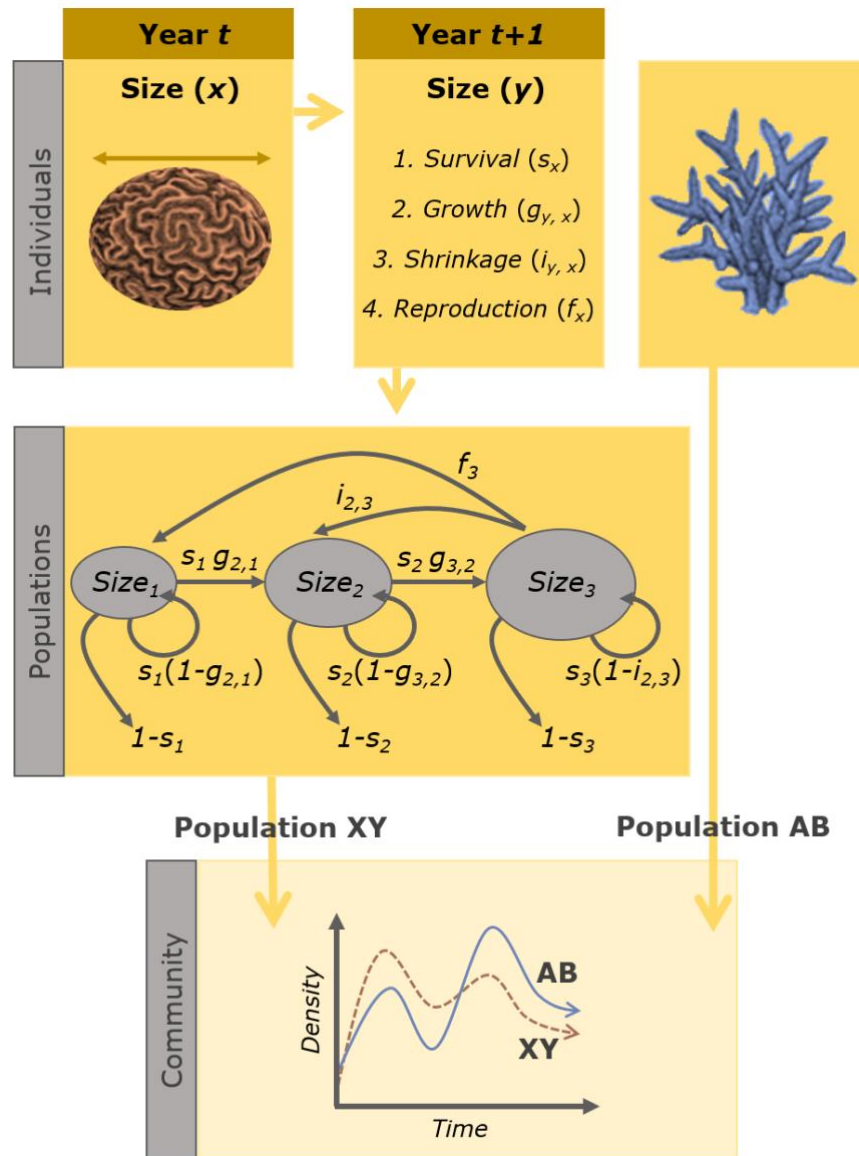 Year t
Year t+1
Individuals
Size (x)
Size (y)
1. Survival (sₓ)
2. Growth (g_y, x)
3. Shrinkage (i_y, x)
4. Reproduction (fₓ)
Populations
f₃
i₂,₃
s₁ g₂,₁
s₂ g₃,₂
Size₁
Size₂
Size₃
s₁(1-g₂,₁)
s₂(1-g₃,₂)
s₃(1-i₂,₃)
1-s₁
1-s₂
1-s₃
Population XY
Population AB
Community
Density
AB
XY
Time